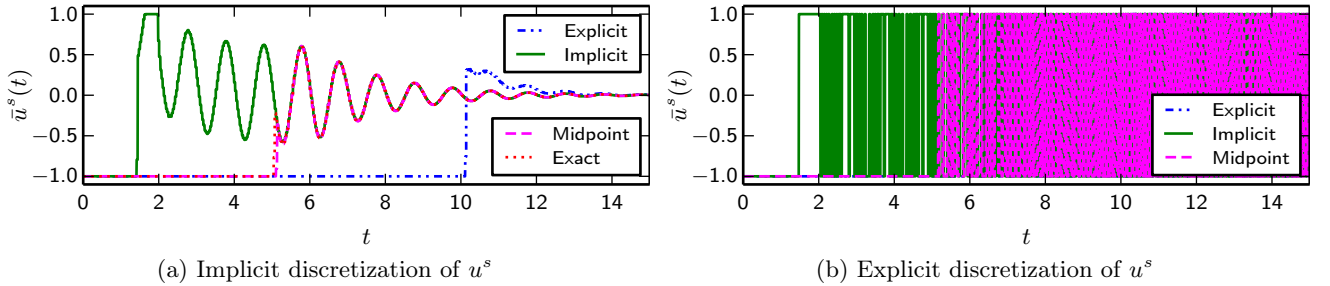 1.0
0.5
0.0
−0.5
−1.0
ū^s(t)
Explicit
Implicit
Midpoint
Exact
0 2 4 6 8 10 12 14
t
(a) Implicit discretization of u^s
1.0
0.5
0.0
−0.5
−1.0
ū^s(t)
Explicit
Implicit
Midpoint
0 2 4 6 8 10 12 14
t
(b) Explicit discretization of u^s